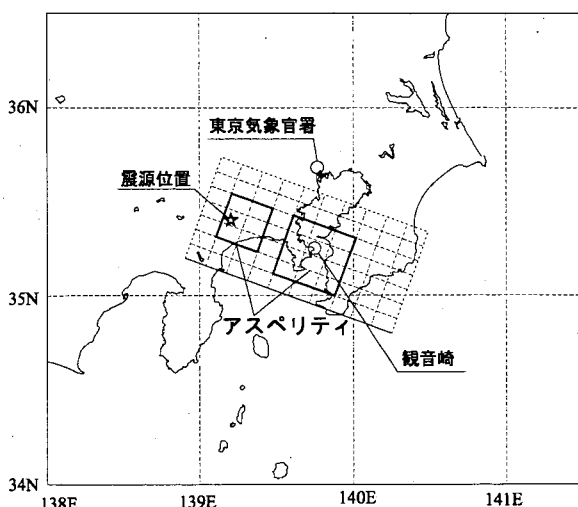 36N
東京気象官署
震源位置
35N
アスペリティ
観音崎
34N
138E
139E
140E
141E